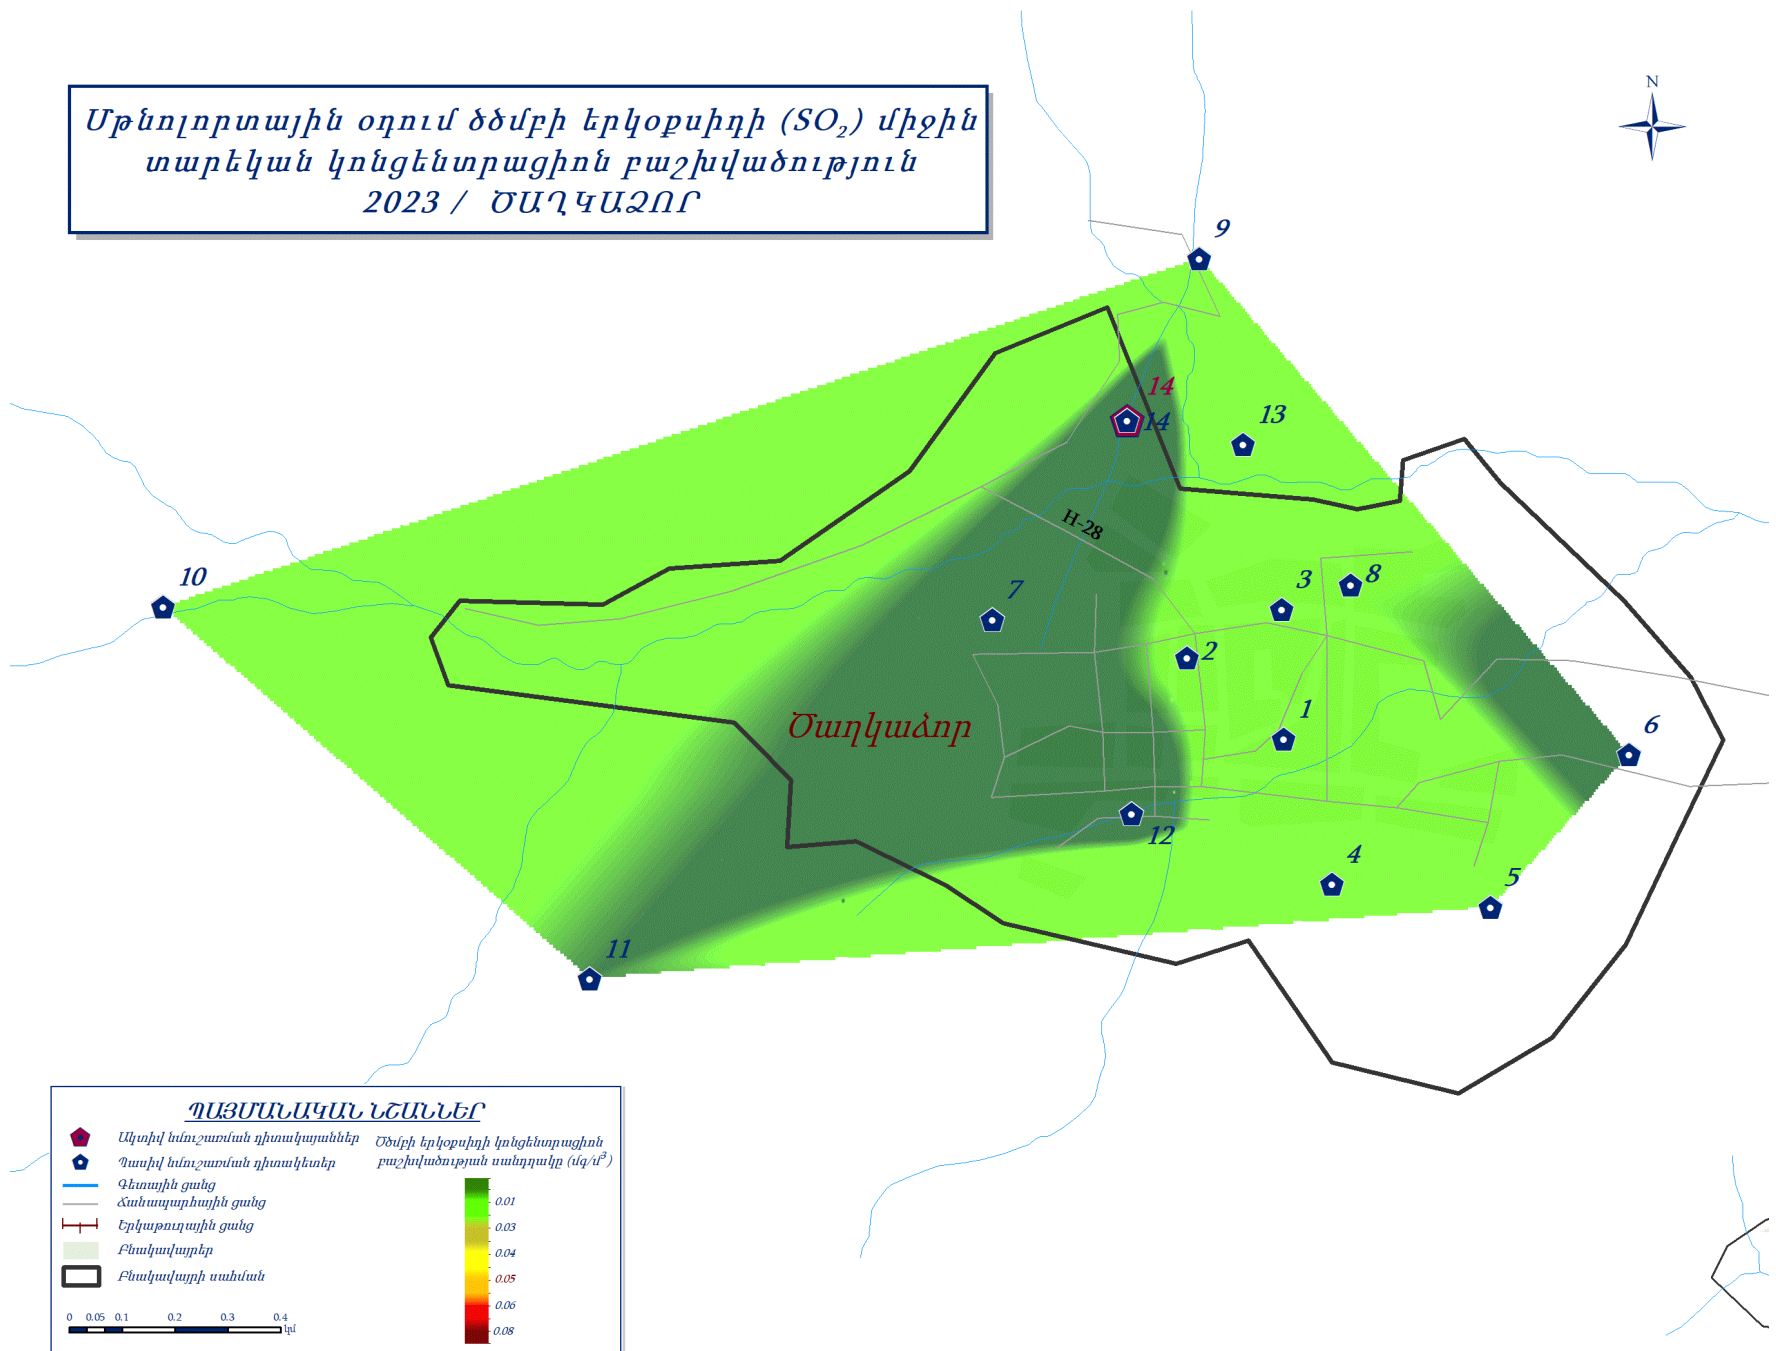 Մթնոլորտային օդում ծծմբի երկօքսիդի (SO₂) միջին
տարեկան կոնցենտրացիոն բաշխվածություն
2023 / ԾԱՂԿԱՁՈՐ
N
9
14
14
13
10
H-28
7
3
8
2
Ծաղկաձոր
1
6
12
4
5
11
ՊԱՅՄԱՆԱԿԱՆ ՆՇԱՆՆԵՐ
Ակտիվ նմուշառման դիտակայաններ
Պասիվ նմուշառման դիտակետեր
Գետային ցանց
Ճանապարհային ցանց
Երկաթուղային ցանց
Բնակավայրեր
Բնակավայրի սահման
0 0.05 0.1 0.2 0.3 0.4
կմ
Ծծմբի երկօքսիդի կոնցենտրացիոն
բաշխվածության սանդղակը (մգ/մ³)
0.01
0.03
0.04
0.05
0.06
0.08